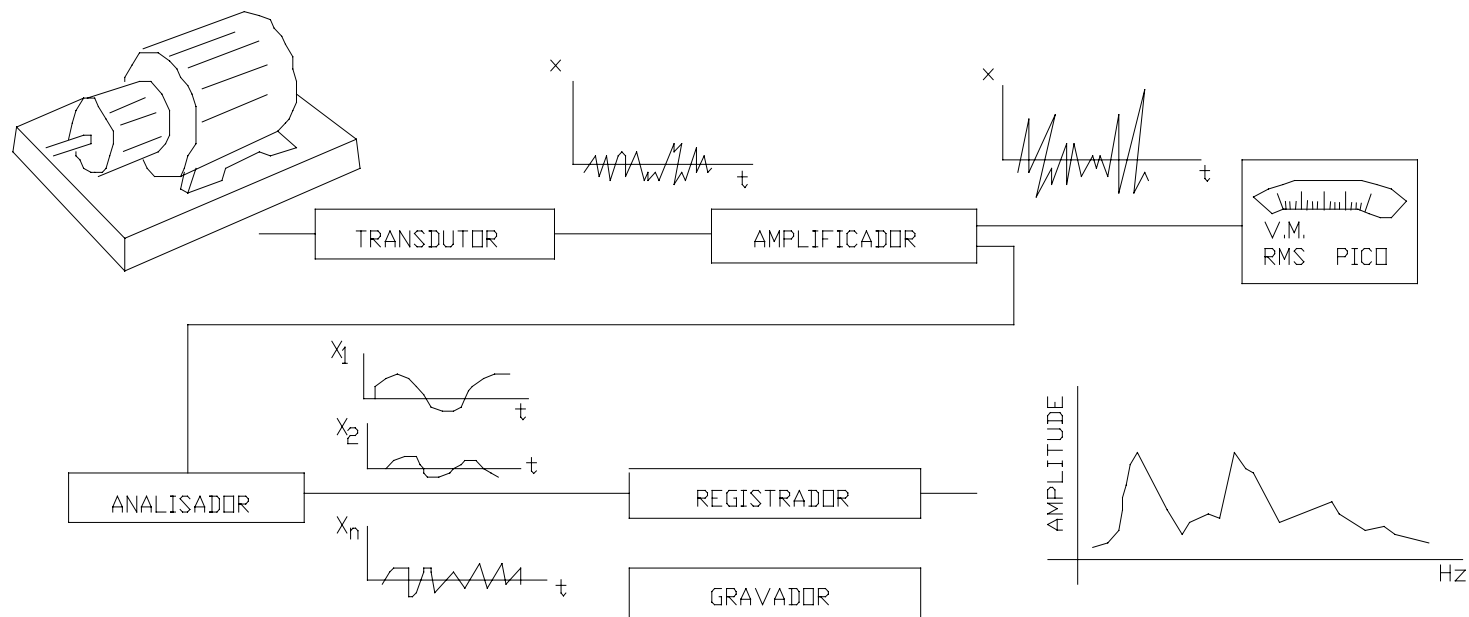 x
t
x
t
TRANSDUTOR
AMPLIFICADOR
V.M.
RMS PICO
X1
t
X2
t
ANALISADOR
REGISTRADOR
Xn
t
GRAVADOR
AMPLITUDE
Hz